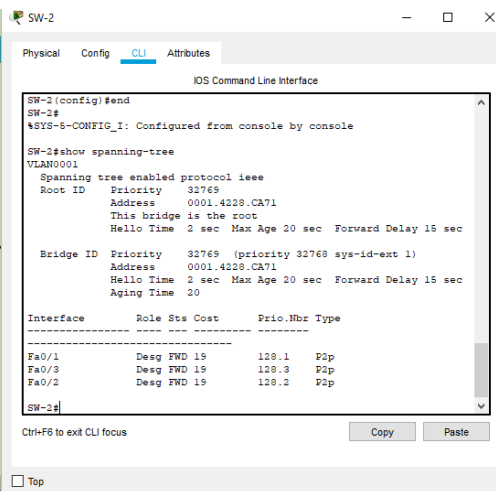 SW-2
Physical Config CLI Attributes
IOS Command Line Interface
SW-2(config)#end
SW-2#
%SYS-5-CONFIG_I: Configured from console by console
SW-2#show spanning-tree
VLAN0001
  Spanning tree enabled protocol ieee
  Root ID    Priority    32769
             Address     0001.4228.CA71
             This bridge is the root
             Hello Time  2 sec  Max Age 20 sec  Forward Delay 15 sec
  Bridge ID  Priority    32769  (priority 32768 sys-id-ext 1)
             Address     0001.4228.CA71
             Hello Time  2 sec  Max Age 20 sec  Forward Delay 15 sec
             Aging Time  20
Interface        Role Sts Cost      Prio.Nbr Type
---------------- ---- --- --------- --------
--------------------------------
Fa0/1            Desg FWD 19        128.1    P2p
Fa0/3            Desg FWD 19        128.3    P2p
Fa0/2            Desg FWD 19        128.2    P2p
SW-2#
Ctrl+F6 to exit CLI focus Copy Paste
Top